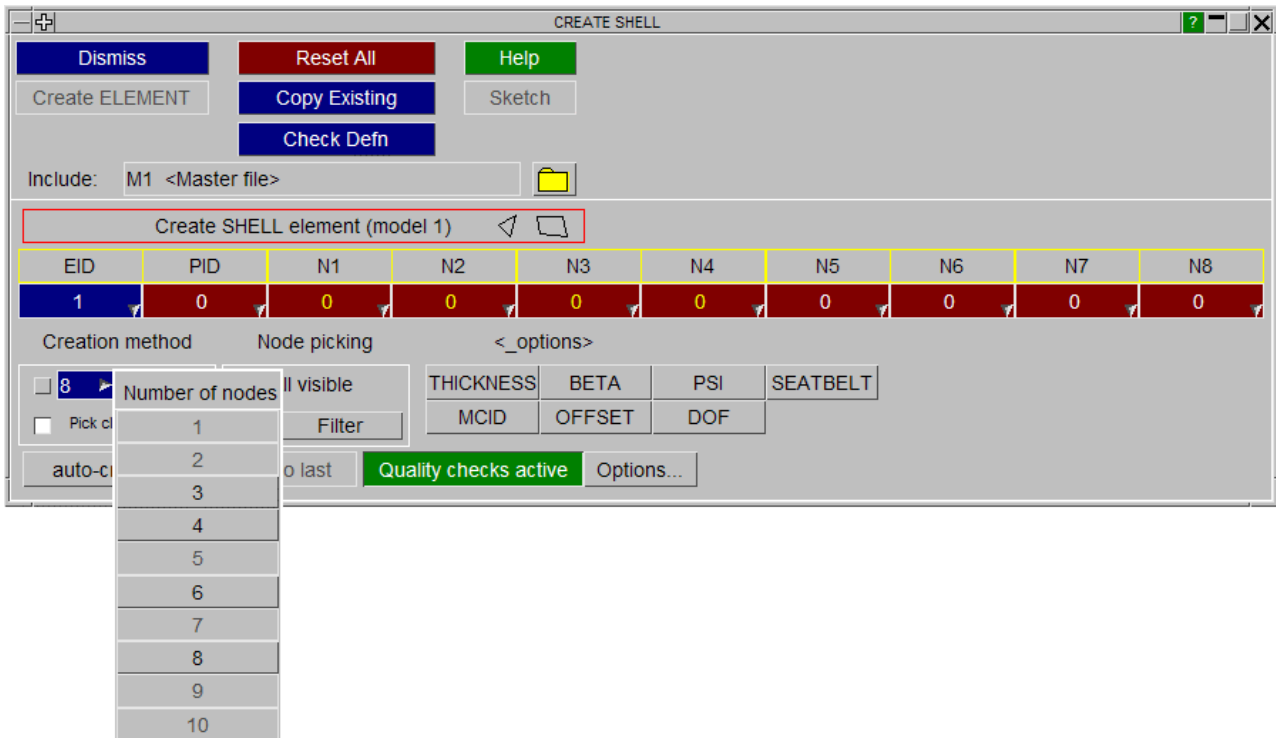 CREATE SHELL ?
Dismiss Reset All Help
Create ELEMENT Copy Existing Sketch
Check Defn
Include: M1 <Master file>
Create SHELL element (model 1)
EID PID N1 N2 N3 N4 N5 N6 N7 N8
1 0 0 0 0 0 0 0 0 0
Creation method Node picking <_options>
8 ll visible THICKNESS BETA PSI SEATBELT
Pick cl Filter MCID OFFSET DOF
auto-cr o last Quality checks active Options...
Number of nodes
1
2
3
4
5
6
7
8
9
10